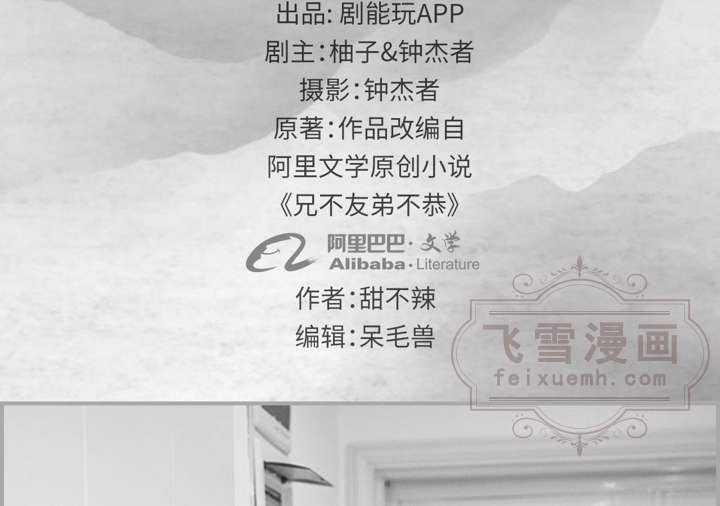 出品: 剧能玩APP
剧主:柚子&钟杰者
摄影:钟杰者
原著:作品改编自
阿里文学原创小说
《兄不友弟不恭》
阿里巴巴·文学
Alibaba·Literature
作者:甜不辣
编辑:呆毛兽
飞雪漫画
feixuemh.com